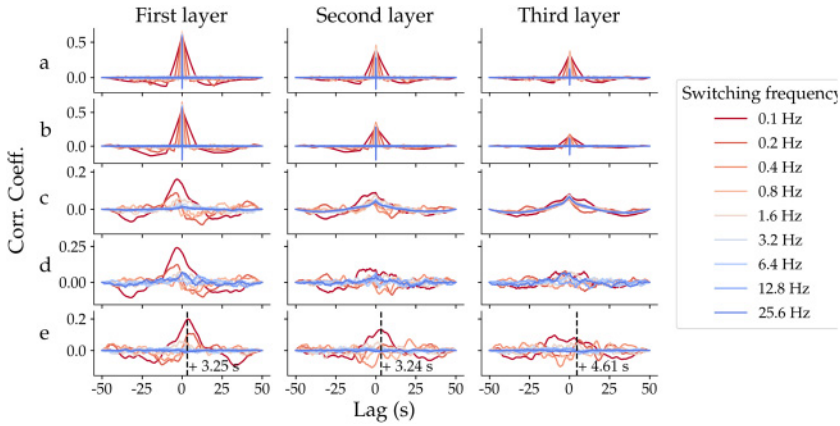 First layer Second layer Third layer
a 0.5 0.0
b 0.5 0.0
c 0.2 0.0
d 0.25 0.00
e 0.2 0.0
+ 3.25 s + 3.24 s + 4.61 s
-50 -25 0 25 50 -50 -25 0 25 50 -50 -25 0 25 50
Lag (s)
Corr. Coeff.
Switching frequency
0.1 Hz
0.2 Hz
0.4 Hz
0.8 Hz
1.6 Hz
3.2 Hz
6.4 Hz
12.8 Hz
25.6 Hz